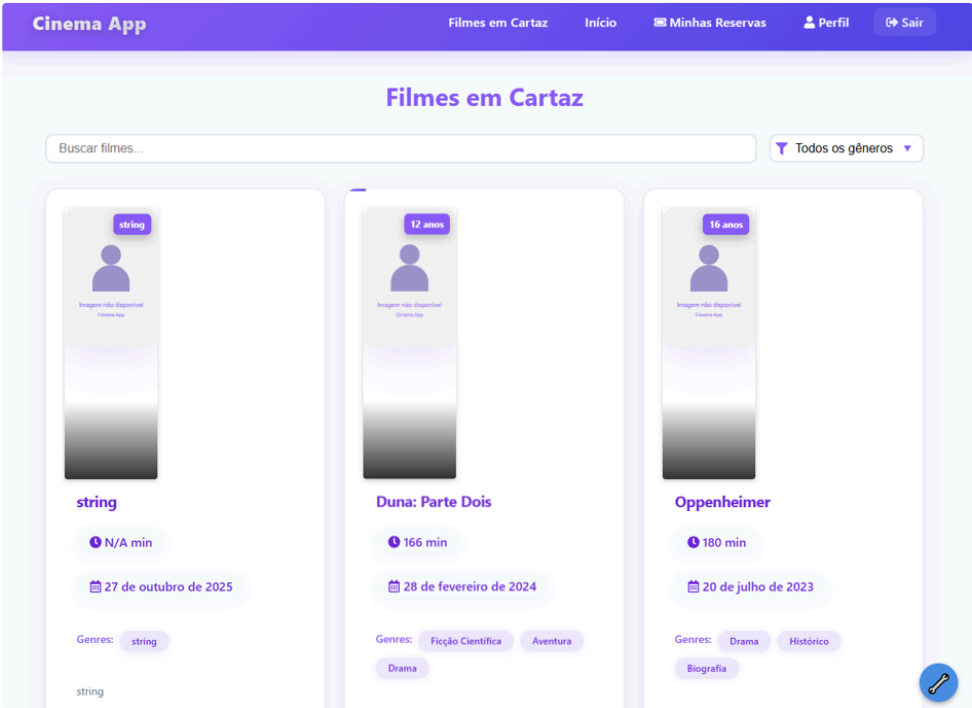 Cinema App
Filmes em Cartaz Início Minhas Reservas Perfil Sair
Filmes em Cartaz
Buscar filmes... Todos os gêneros
string
Imagem não disponível
Cinema App
string
N/A min
27 de outubro de 2025
Genres: string
string
12 anos
Imagem não disponível
Cinema App
Duna: Parte Dois
166 min
28 de fevereiro de 2024
Genres: Ficção Científica Aventura
Drama
16 anos
Imagem não disponível
Cinema App
Oppenheimer
180 min
20 de julho de 2023
Genres: Drama Histórico
Biografia